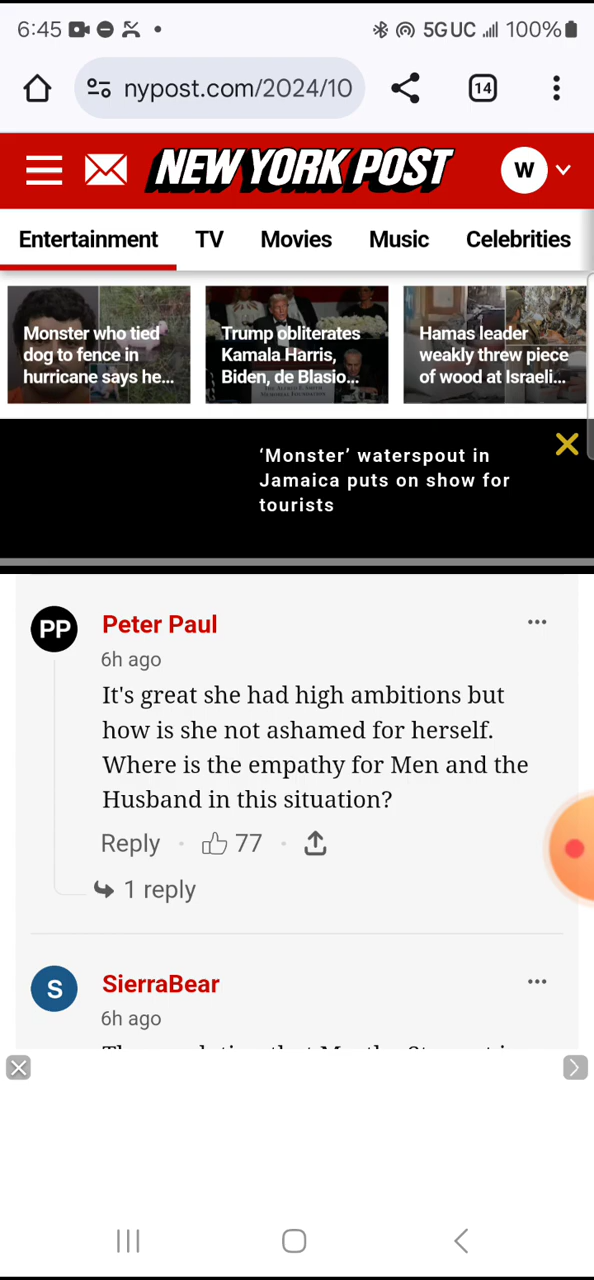 6:45
5G UC 100%
nypost.com/2024/10
14
NEW YORK POST
W
Entertainment TV Movies Music Celebrities
Monster who tied
dog to fence in
hurricane says he...
Trump obliterates
Kamala Harris,
Biden, de Blasio...
Hamas leader
weakly threw piece
of wood at Israeli...
‘Monster’ waterspout in
Jamaica puts on show for
tourists
PP
Peter Paul
6h ago
It's great she had high ambitions but
how is she not ashamed for herself.
Where is the empathy for Men and the
Husband in this situation?
Reply 77
1 reply
S
SierraBear
6h ago